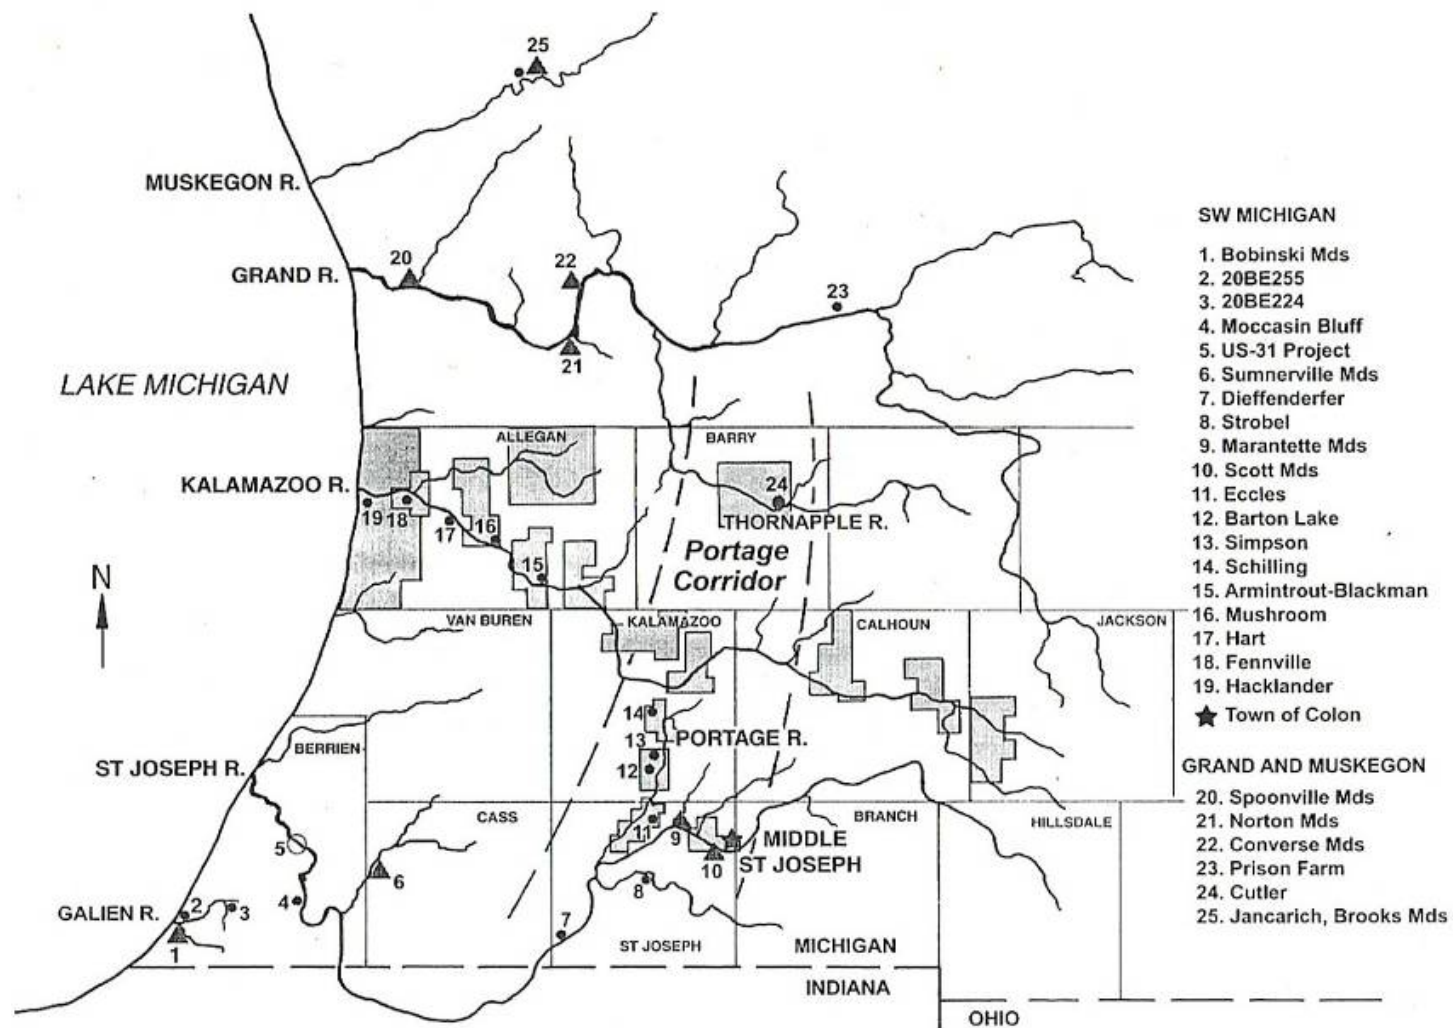 25
MUSKEGON R.
GRAND R.
20
22
23
21
LAKE MICHIGAN
ALLEGAN
BARRY
KALAMAZOO R.
19
18
17
16
15
24
THORNAPPLE R.
Portage
Corridor
N
VAN BUREN
KALAMAZOO
CALHOUN
JACKSON
14
13
12
PORTAGE R.
ST JOSEPH R.
BERRIEN
CASS
11
9
10
BRANCH
HILLSDALE
MIDDLE
ST JOSEPH
5
6
8
4
GALIEN R.
2
3
1
7
ST JOSEPH
MICHIGAN
INDIANA
OHIO
SW MICHIGAN
1. Bobinski Mds
2. 20BE255
3. 20BE224
4. Moccasin Bluff
5. US-31 Project
6. Sumnerville Mds
7. Dieffenderfer
8. Strobel
9. Marantette Mds
10. Scott Mds
11. Eccles
12. Barton Lake
13. Simpson
14. Schilling
15. Armintrout-Blackman
16. Mushroom
17. Hart
18. Fennville
19. Hacklander
Town of Colon
GRAND AND MUSKEGON
20. Spoonville Mds
21. Norton Mds
22. Converse Mds
23. Prison Farm
24. Cutler
25. Jancarich, Brooks Mds